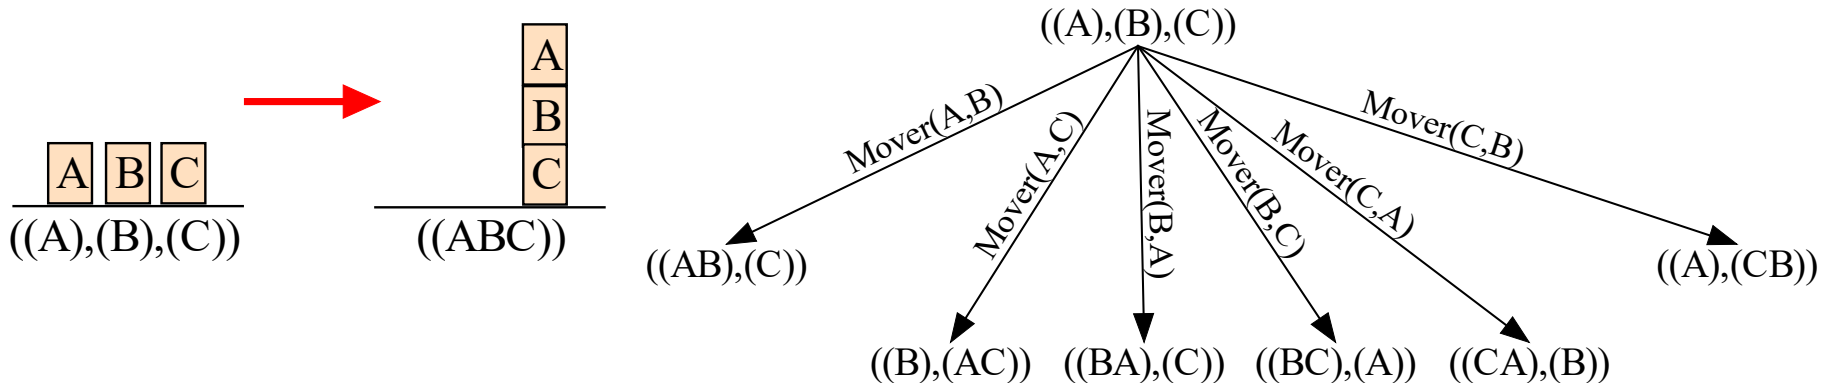 A B C
((A),(B),(C))
A
B
C
((ABC))
((A),(B),(C))
Mover(A,B)
Mover(A,C)
Mover(B,A)
Mover(B,C)
Mover(C,A)
Mover(C,B)
((AB),(C))
((B),(AC))
((BA),(C))
((BC),(A))
((CA),(B))
((A),(CB))